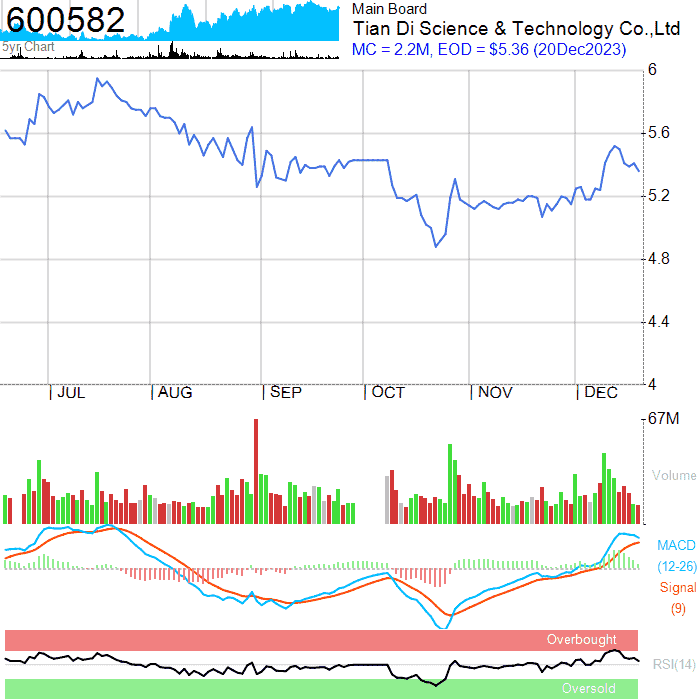 600582
5yr Chart
Main Board
Tian Di Science & Technology Co.,Ltd
MC = 2.2M, EOD = $5.36 (20Dec2023)
6
5.6
5.2
4.8
4.4
4
JUL AUG SEP OCT NOV DEC
67M
Volume
MACD
(12-26)
Signal
(9)
Overbought
RSI(14)
Oversold